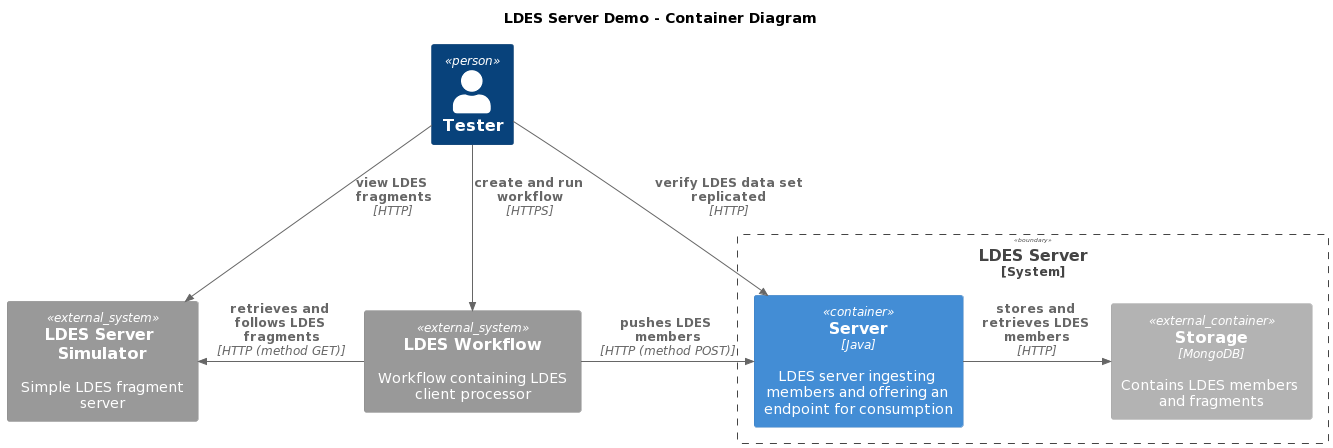 LDES Server Demo - Container Diagram
«person»
Tester
view LDES
fragments
[HTTP]
create and run
workflow
[HTTPS]
verify LDES data set
replicated
[HTTP]
«boundary»
LDES Server
[System]
«external_system»
LDES Server
Simulator
Simple LDES fragment
server
retrieves and
follows LDES
fragments
[HTTP (method GET)]
«external_system»
LDES Workflow
Workflow containing LDES
client processor
pushes LDES
members
[HTTP (method POST)]
«container»
Server
[Java]
LDES server ingesting
members and offering an
endpoint for consumption
stores and
retrieves LDES
members
[HTTP]
«external_container»
Storage
[MongoDB]
Contains LDES members
and fragments